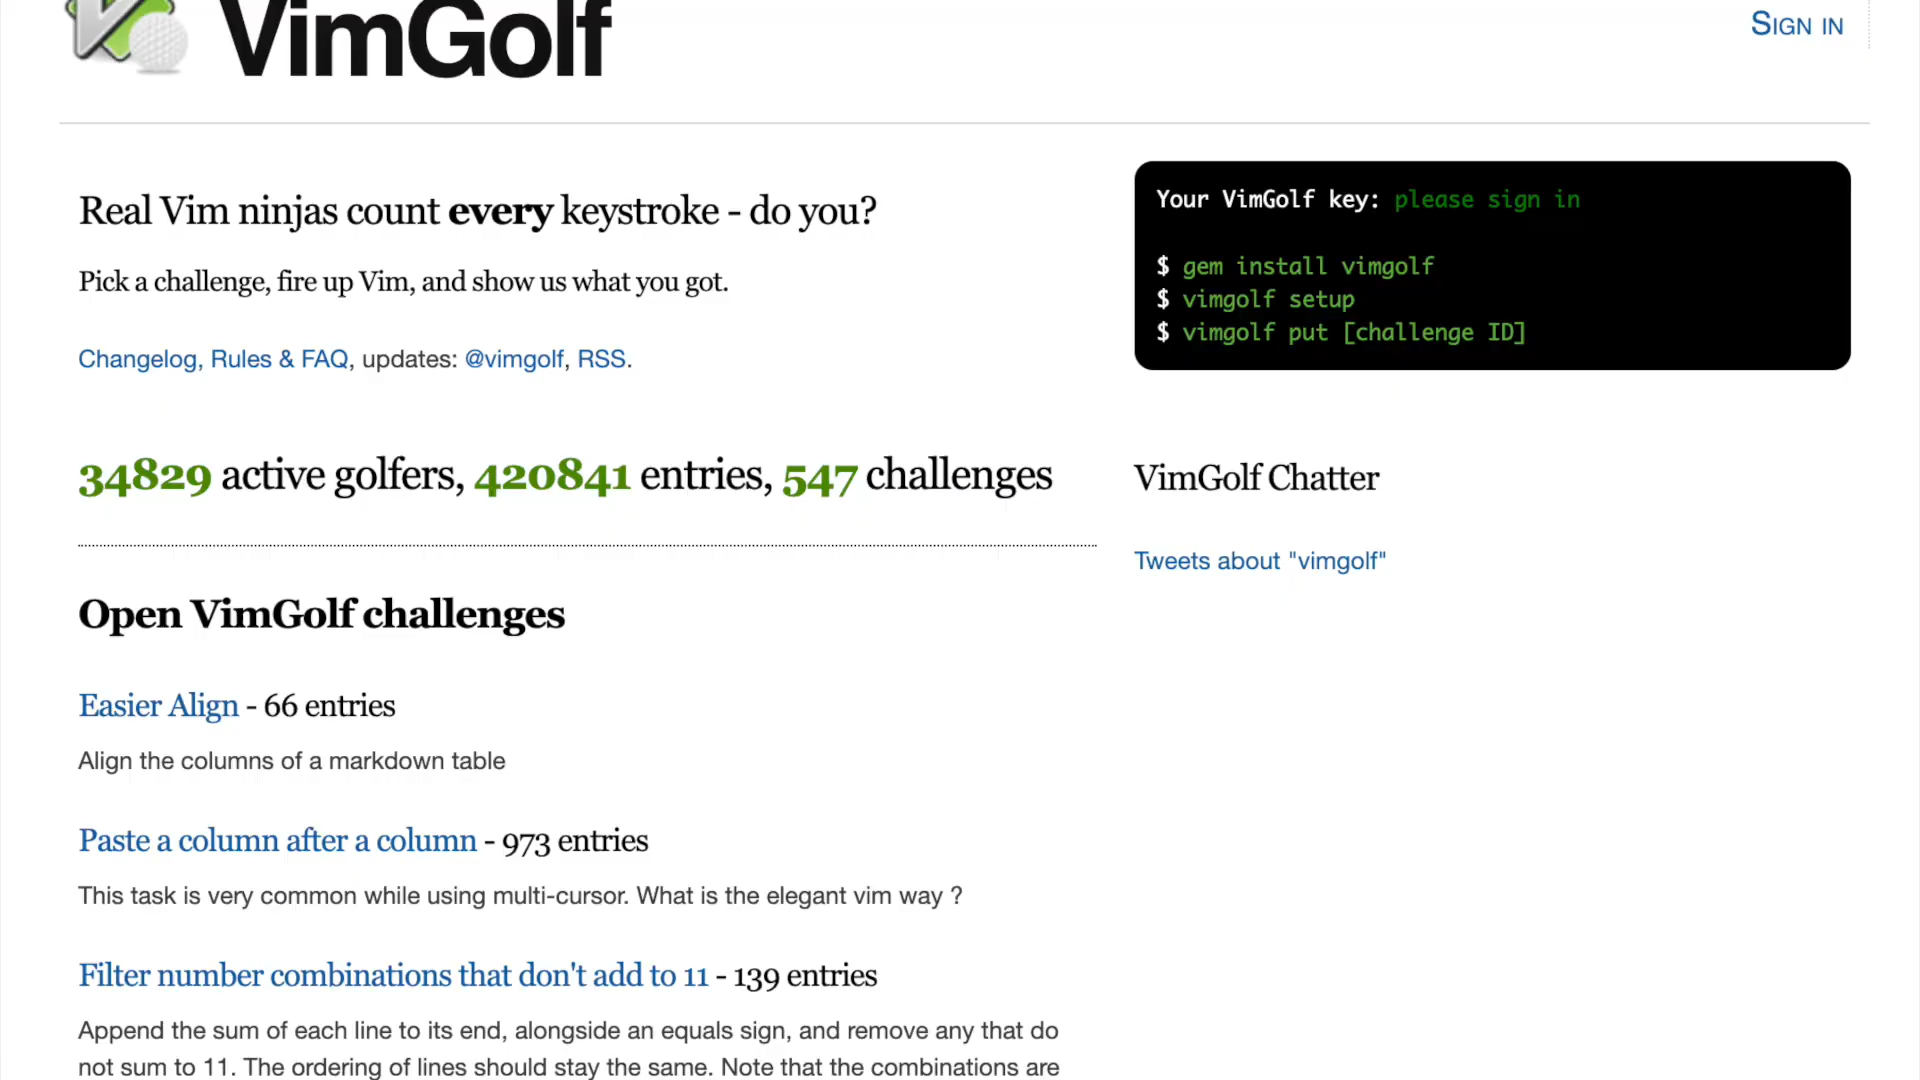 VimGolf
SIGN IN
Real Vim ninjas count every keystroke - do you?
Pick a challenge, fire up Vim, and show us what you got.
Changelog, Rules & FAQ, updates: @vimgolf, RSS.
34829 active golfers, 420841 entries, 547 challenges
Open VimGolf challenges
Easier Align - 66 entries
Align the columns of a markdown table
Paste a column after a column - 973 entries
This task is very common while using multi-cursor. What is the elegant vim way ?
Filter number combinations that don't add to 11 - 139 entries
Append the sum of each line to its end, alongside an equals sign, and remove any that do
not sum to 11. The ordering of lines should stay the same. Note that the combinations are
Your VimGolf key: please sign in
$ gem install vimgolf
$ vimgolf setup
$ vimgolf put [challenge ID]
VimGolf Chatter
Tweets about "vimgolf"